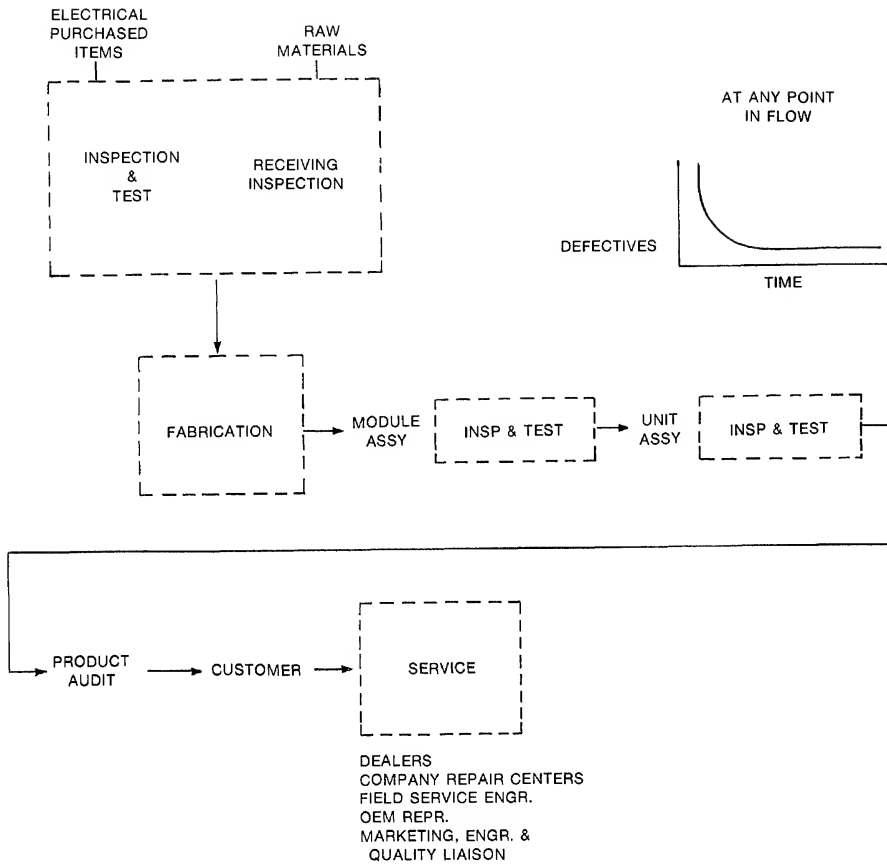 ELECTRICAL
PURCHASED
ITEMS
RAW
MATERIALS
INSPECTION
&
TEST
RECEIVING
INSPECTION
AT ANY POINT
IN FLOW
DEFECTIVES
TIME
FABRICATION
MODULE
ASSY
INSP & TEST
UNIT
ASSY
INSP & TEST
PRODUCT
AUDIT
CUSTOMER
SERVICE
DEALERS
COMPANY REPAIR CENTERS
FIELD SERVICE ENGR.
OEM REPR.
MARKETING, ENGR. &
QUALITY LIAISON